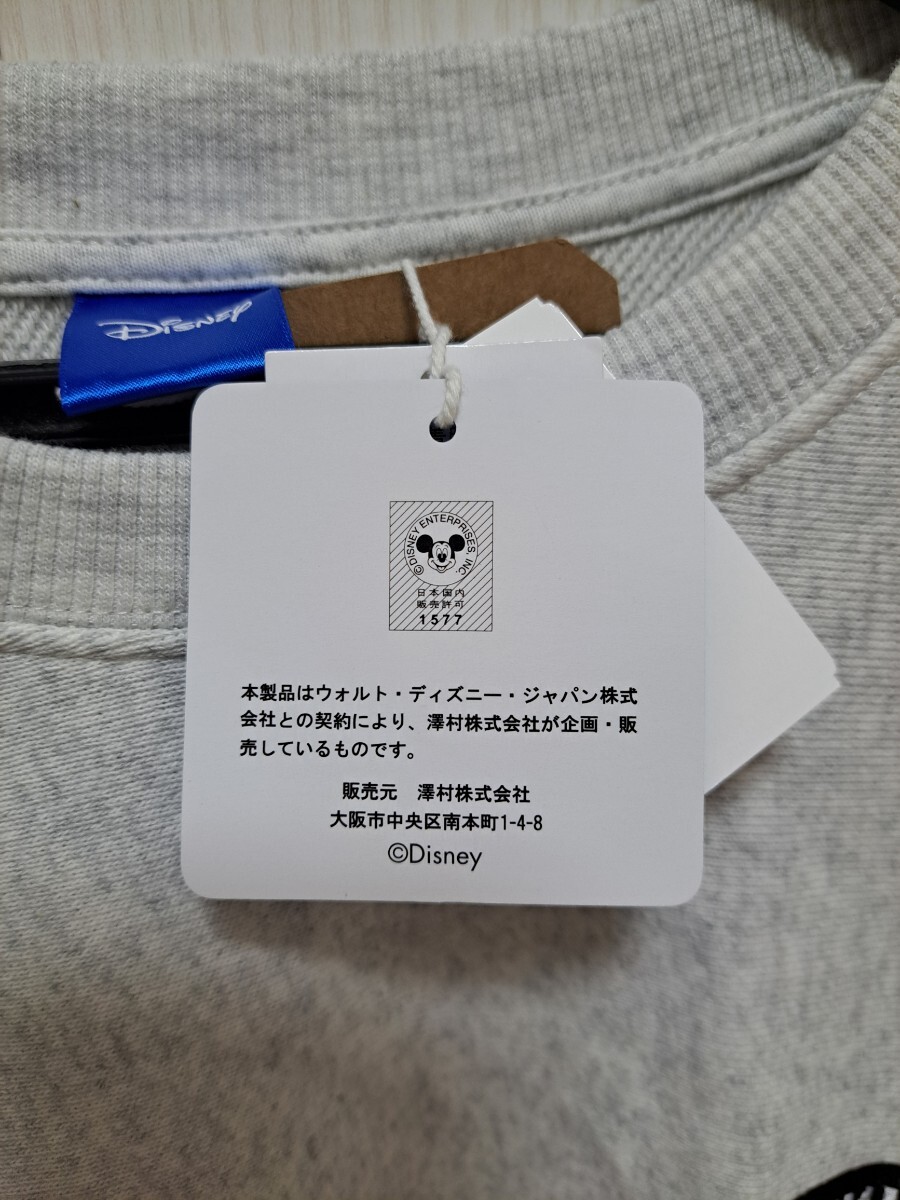 Disney
©DISNEY ENTERPRISES, INC.
日本国内
販売許可
1577
本製品はウォルト・ディズニー・ジャパン株式
会社との契約により、澤村株式会社が企画・販
売しているものです。
販売元　澤村株式会社
大阪市中央区南本町1-4-8
©Disney